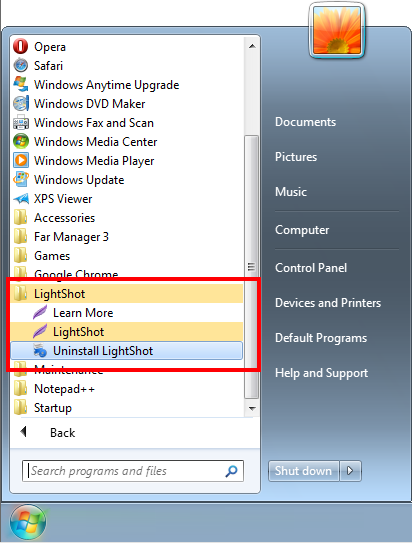 Opera
Safari
Windows Anytime Upgrade
Windows DVD Maker
Windows Fax and Scan
Windows Media Center
Windows Media Player
Windows Update
XPS Viewer
Accessories
Far Manager 3
Games
Google Chrome
LightShot
Learn More
LightShot
Uninstall LightShot
Maintenance
Notepad++
Startup
Back
Search programs and files
Documents
Pictures
Music
Computer
Control Panel
Devices and Printers
Default Programs
Help and Support
Shut down